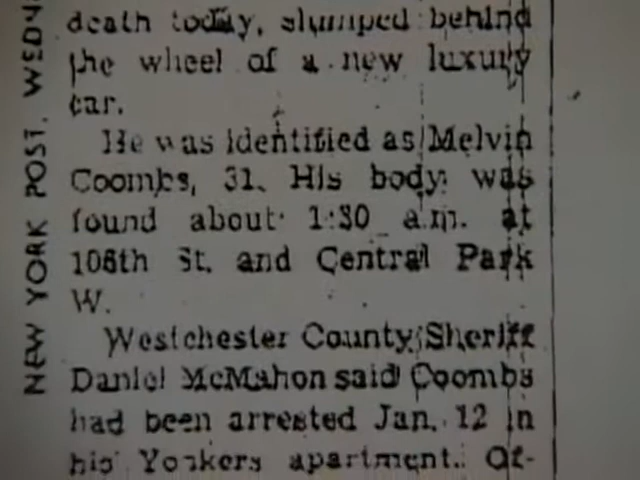 NEW YORK POST, WEDN
death today, slumped behind
the wheel of a new luxury
car.
He was identified as Melvin
Coombs, 31. His body was
found about 1:30 a.m. at
106th St. and Central Park
W.
Westchester County Sheriff
Daniel McMahon said Coombs
had been arrested Jan. 12 in
his Yonkers apartment. Of-